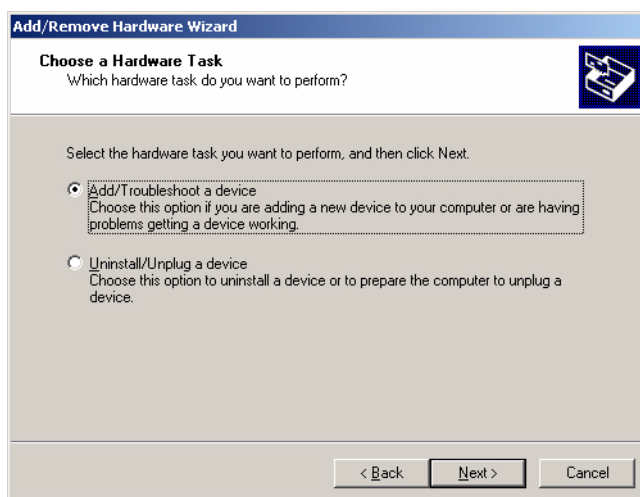 Add/Remove Hardware Wizard
Choose a Hardware Task
Which hardware task do you want to perform?
Select the hardware task you want to perform, and then click Next.
Add/Troubleshoot a device
Choose this option if you are adding a new device to your computer or are having
problems getting a device working.
Uninstall/Unplug a device
Choose this option to uninstall a device or to prepare the computer to unplug a
device.
< Back
Next >
Cancel